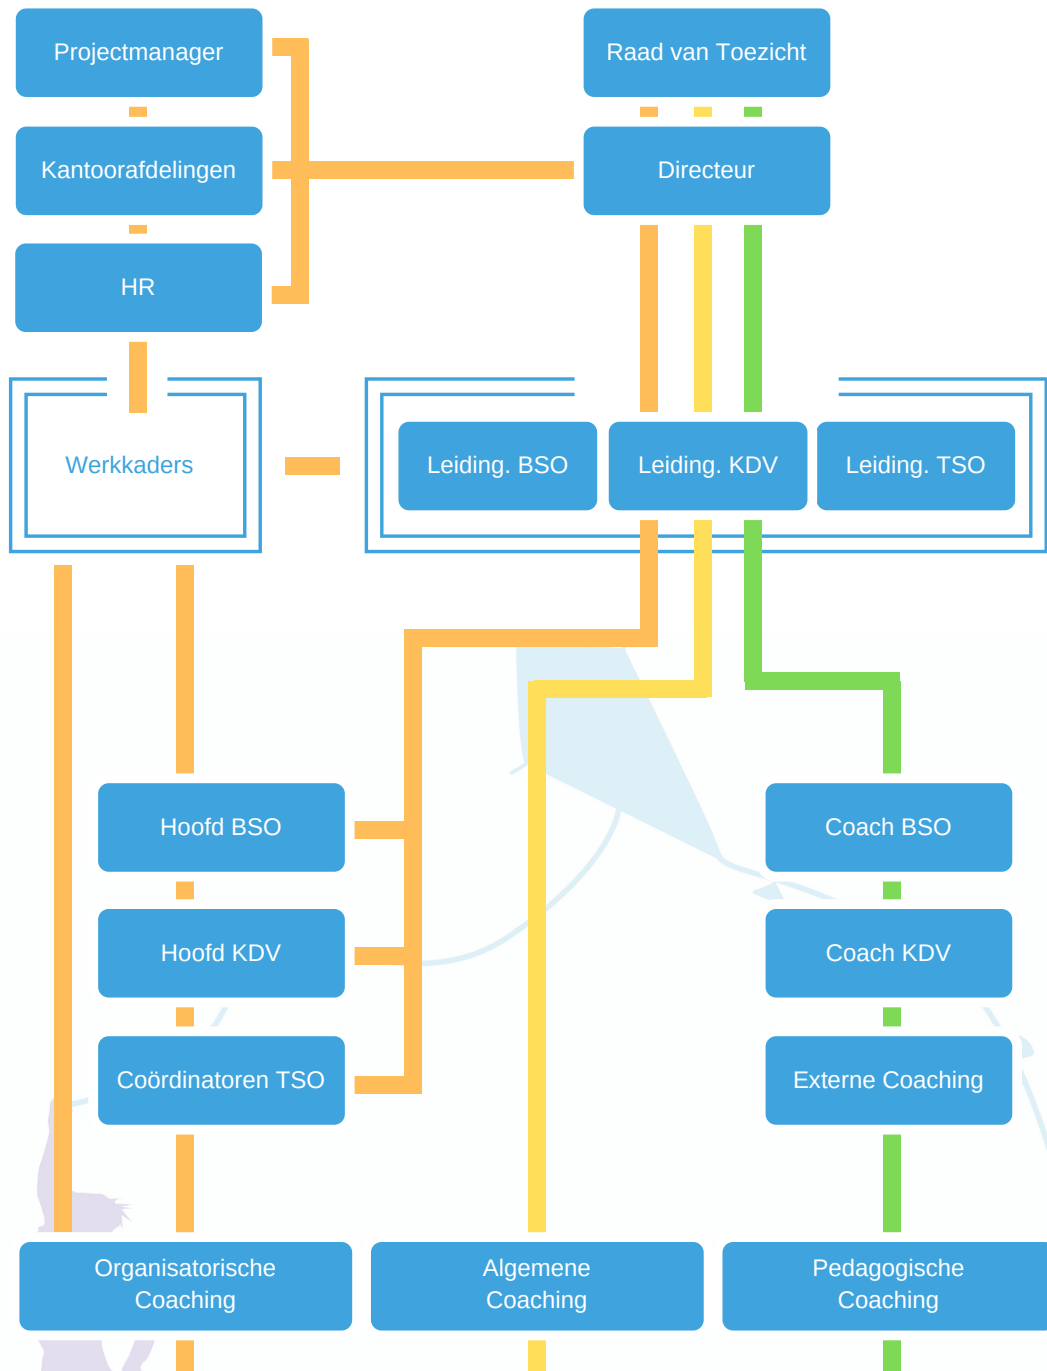 Projectmanager
Raad van Toezicht
Kantoorafdelingen
Directeur
HR
Werkkaders
Leiding. BSO
Leiding. KDV
Leiding. TSO
Hoofd BSO
Coach BSO
Hoofd KDV
Coach KDV
Coördinatoren TSO
Externe Coaching
Organisatorische
Coaching
Algemene
Coaching
Pedagogische
Coaching